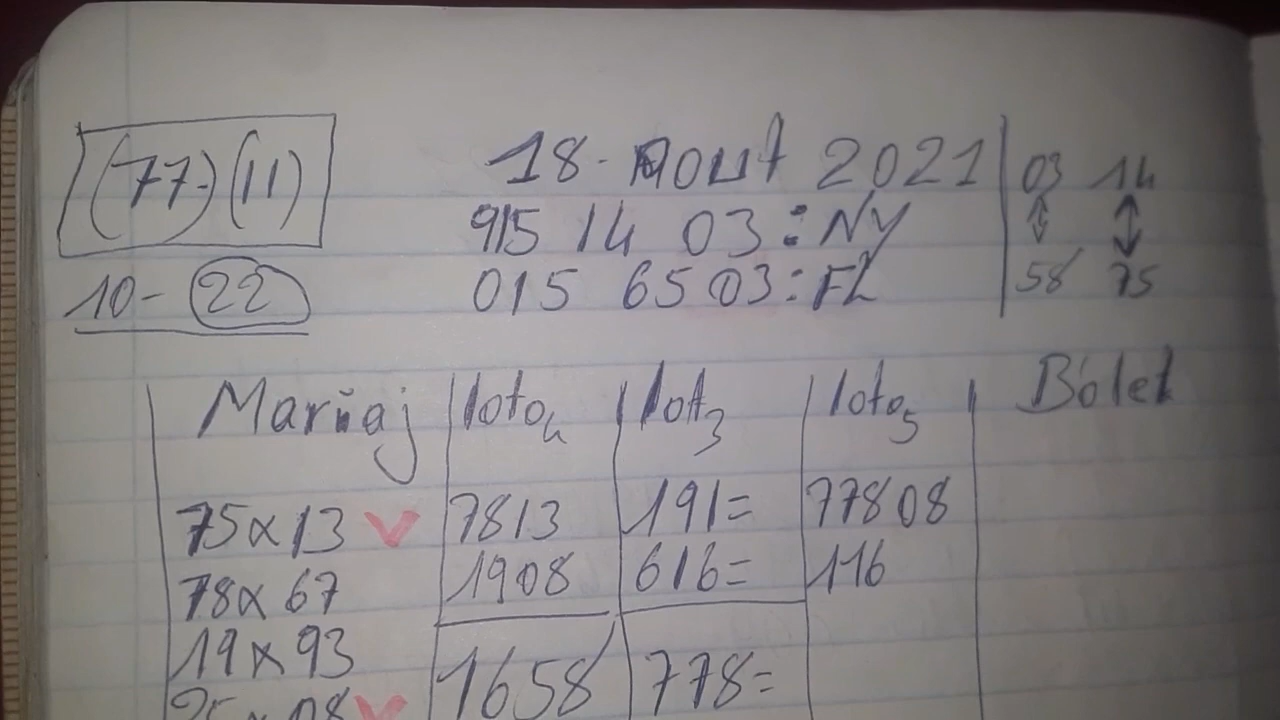 (77-)(11)
18-Aout 2021
03 14
915 14 03 : NY
10-22
015 65 03 : FL
58 75
Mariaj loto4 lot3 loto5 Bòlet
75x13 7813 191= 77808
78x67 1908 616= 116
19x93 1658 778=